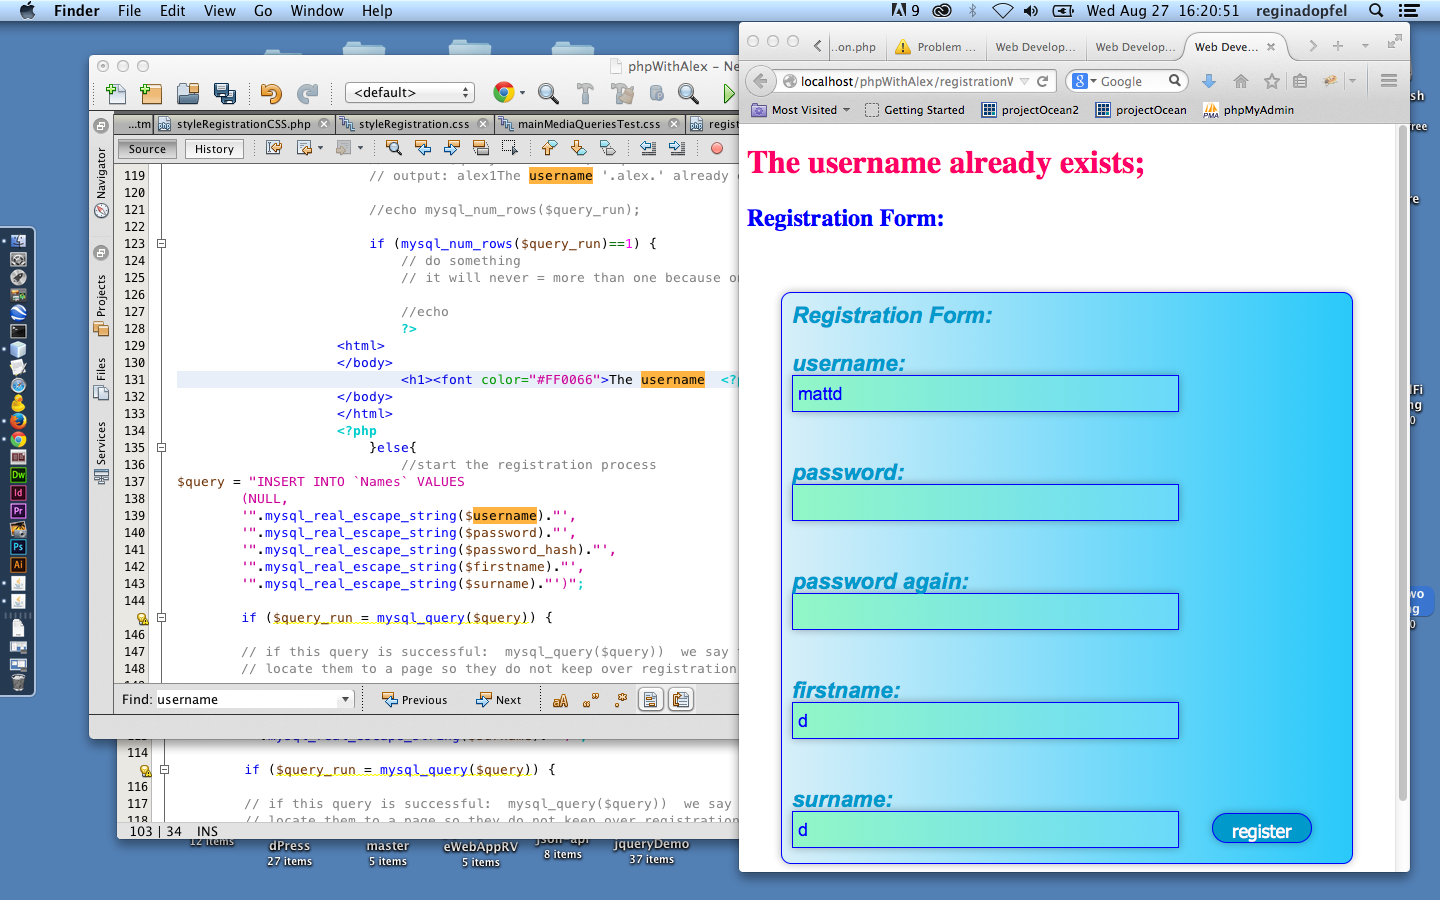 Finder File Edit View Go Window Help
9 Wed Aug 27 16:20:51 reginadopfel
phpWithAlex – Ne
<default>
...tm styleRegistrationCSS.php styleRegistration.css mainMediaQueriesTest.css regist
Source History
Navigator
Projects
Files
Services
119 // output: alex1The username '.alex.' already
120
121 //echo mysql_num_rows($query_run);
122
123 if (mysql_num_rows($query_run)==1) {
124 // do something
125 // it will never = more than one because
126
127 //echo
128 ?>
129 <html>
130 </body>
131 <h1><font color="#FF0066">The username <?p
132 </body>
133 </html>
134 <?php
135 }else{
136 //start the registration process
137 $query = "INSERT INTO `Names` VALUES
138 (NULL,
139 '".mysql_real_escape_string($username)."',
140 '".mysql_real_escape_string($password)."',
141 '".mysql_real_escape_string($password_hash)."',
142 '".mysql_real_escape_string($firstname)."',
143 '".mysql_real_escape_string($surname)."')";
144
if ($query_run = mysql_query($query)) {
146
147 // if this query is successful:  mysql_query($query))  we say
148 // locate them to a page so they do not keep over registration
Find: username Previous Next
114
if ($query_run = mysql_query($query)) {
116
117 // if this query is successful:  mysql_query($query))  we say
118 // locate them to a page so they do not keep over registration
103 | 34 INS
12 items
dPress
27 items
master
5 items
eWebAppRV
5 items
json-api
8 items
jqueryDemo
37 items
..on.php Problem ... Web Develop... Web Develop... Web Deve...
localhost/phpWithAlex/registrationW Google
Most Visited Getting Started projectOcean2 projectOcean phpMyAdmin
The username already exists;
Registration Form:
Registration Form:
username:
mattd
password:
password again:
firstname:
d
surname:
d
register